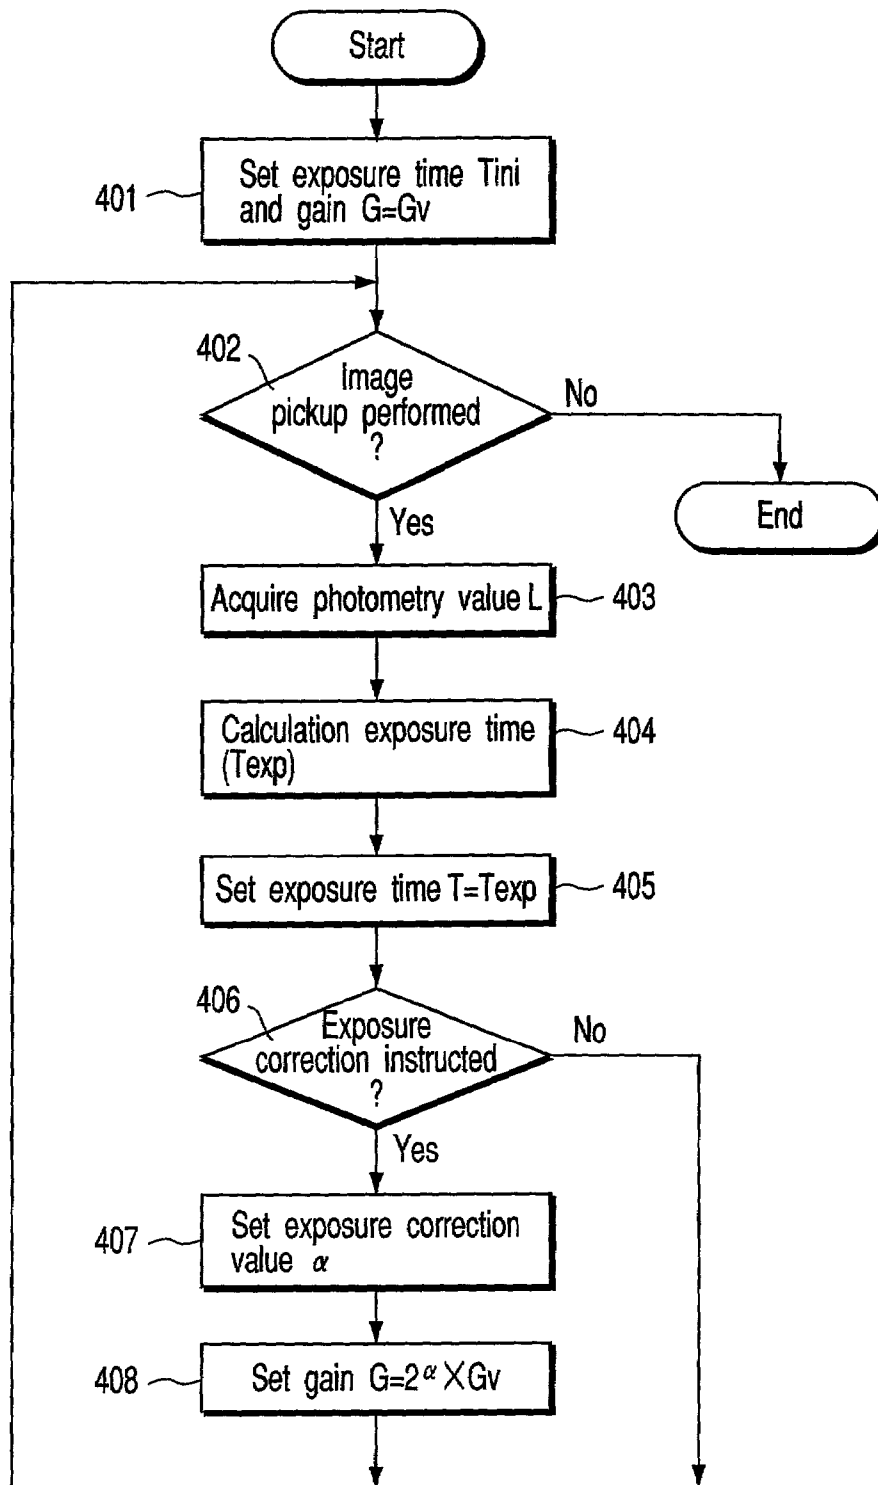 Start
401
Set exposure time Tini
and gain G=Gv
402
Image
pickup performed
?
No
End
Yes
Acquire photometry value L
403
Calculation exposure time
(Texp)
404
Set exposure time T=Texp
405
406
Exposure
correction instructed
?
No
Yes
407
Set exposure correction
value α
408
Set gain G=2^α×Gv